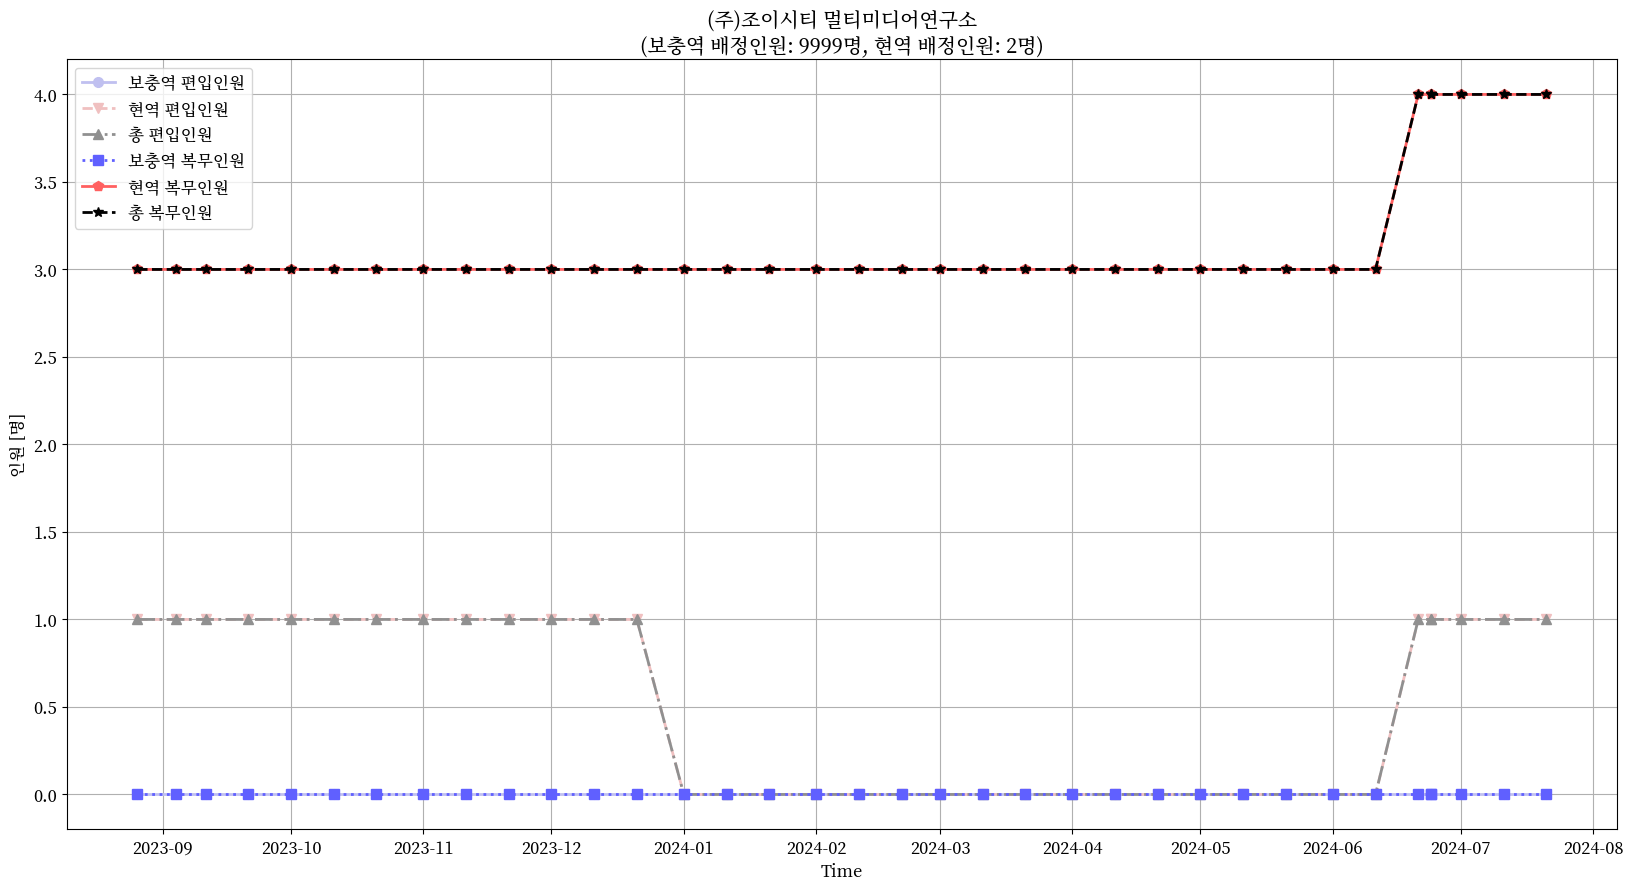 (주)조이시티 멀티미디어연구소
(보충역 배정인원: 9999명, 현역 배정인원: 2명)
보충역 편입인원
현역 편입인원
총 편입인원
보충역 복무인원
현역 복무인원
총 복무인원
인원 [명]
4.0
3.5
3.0
2.5
2.0
1.5
1.0
0.5
0.0
2023-09 2023-10 2023-11 2023-12 2024-01 2024-02 2024-03 2024-04 2024-05 2024-06 2024-07 2024-08
Time